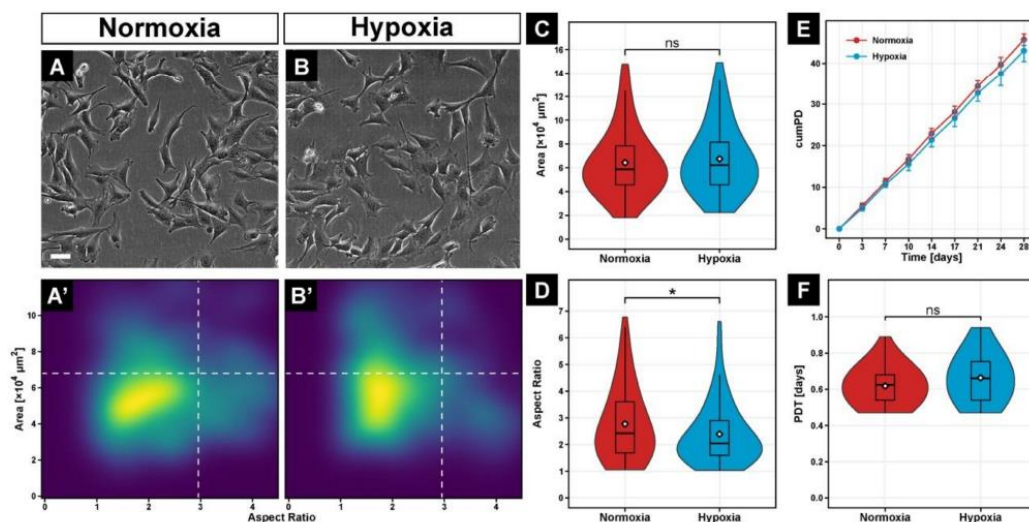 Normoxia
Hypoxia
A
B
A'
Area [×10⁴ µm²]
10
8
6
4
2
0
0 1 2 3 4
B'
0 1 2 3 4
Aspect Ratio
C
Area [×10⁴ µm²]
16
14
12
10
8
6
4
2
0
ns
Normoxia Hypoxia
D
Aspect Ratio
7
6
5
4
3
2
1
0
*
Normoxia Hypoxia
E
cumPD
40
20
0
Normoxia
Hypoxia
0 3 7 10 14 17 21 24 28
Time [days]
F
PDT [days]
1.0
0.8
0.6
0.4
0.2
0.0
ns
Normoxia Hypoxia